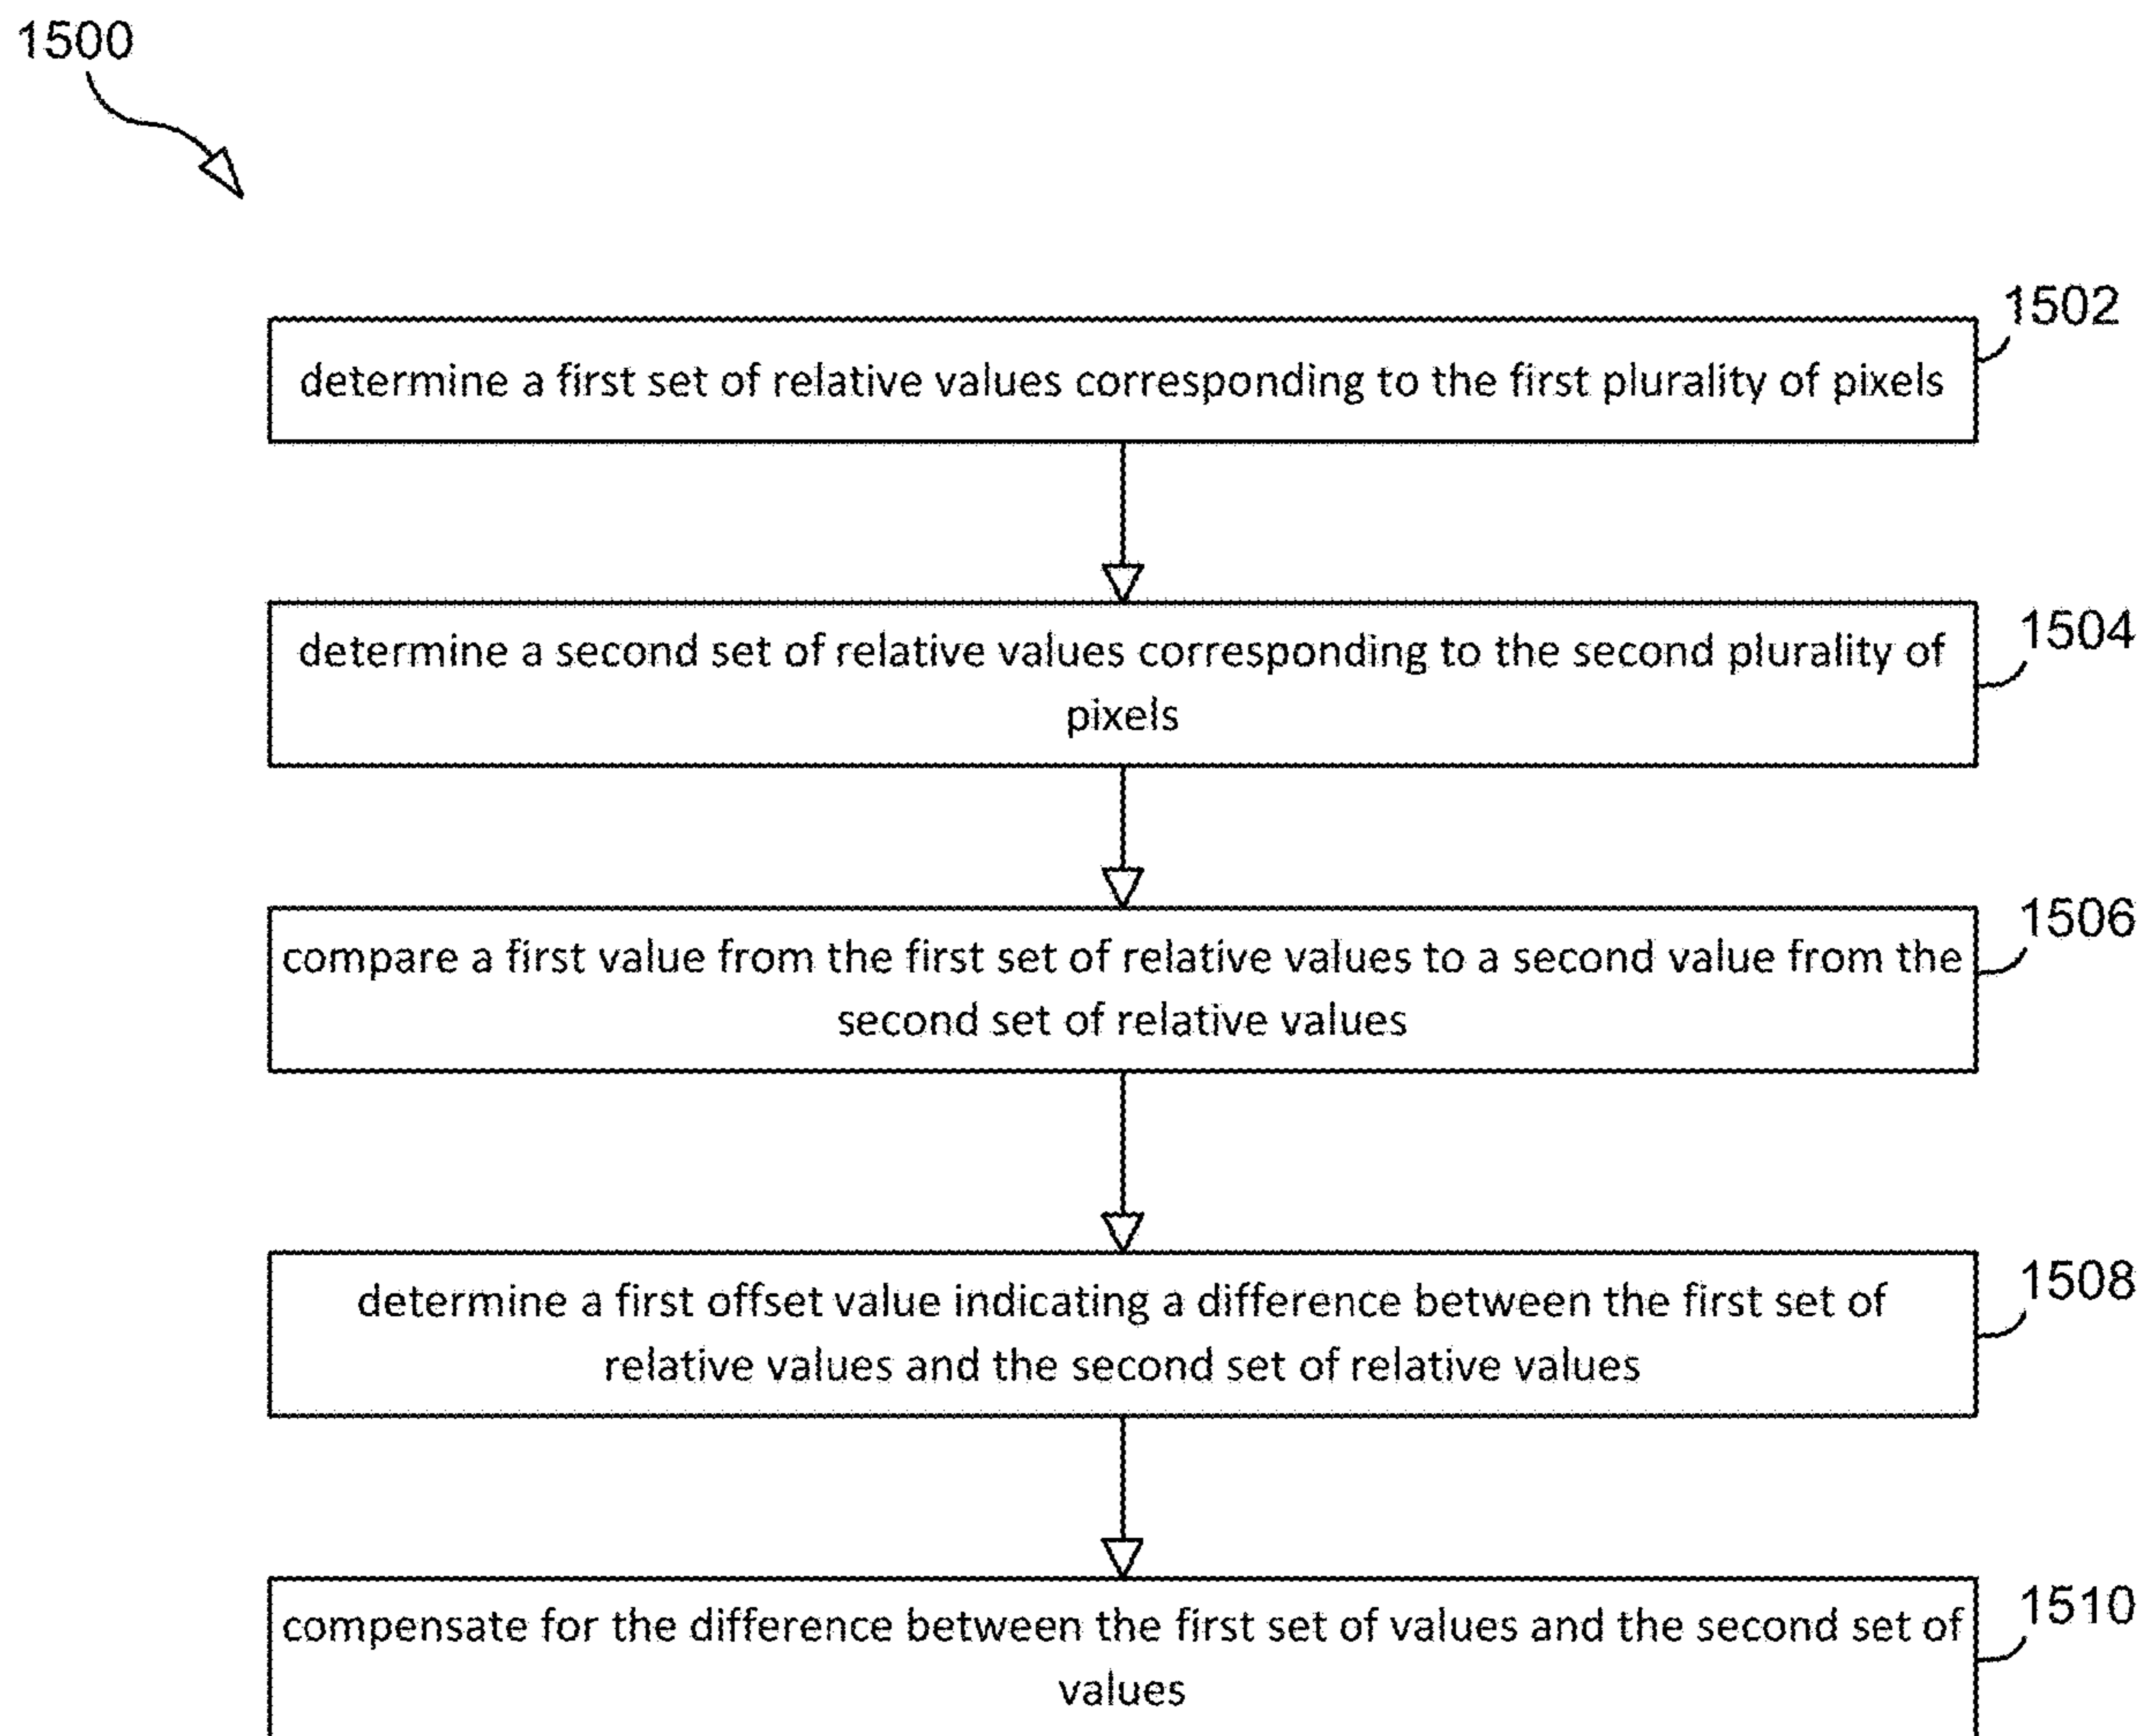 1500
1502
determine a first set of relative values corresponding to the first plurality of pixels
1504
determine a second set of relative values corresponding to the second plurality of
pixels
1506
compare a first value from the first set of relative values to a second value from the
second set of relative values
1508
determine a first offset value indicating a difference between the first set of
relative values and the second set of relative values
1510
compensate for the difference between the first set of values and the second set of
values